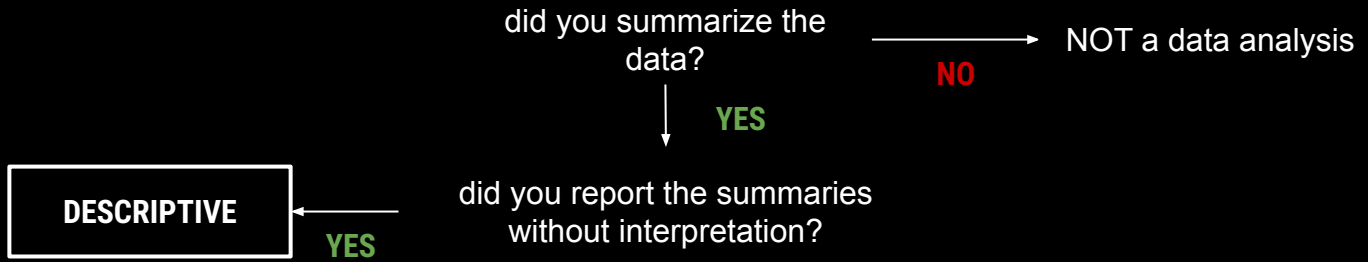 did you summarize the
data?
NOT a data analysis
NO
YES
did you report the summaries
without interpretation?
DESCRIPTIVE
YES